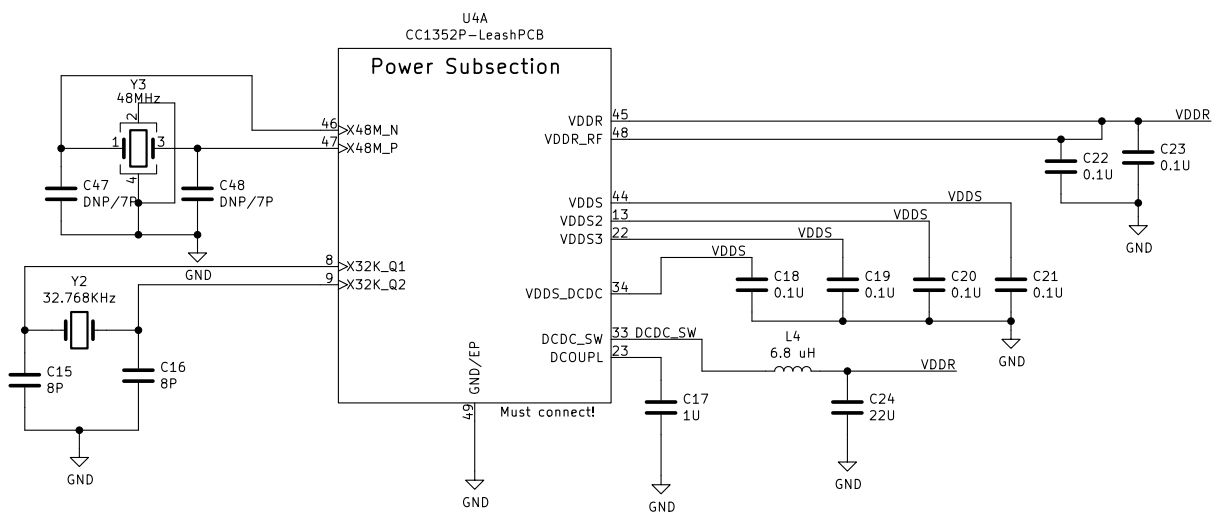 U4A
CC1352P-LeashPCB
Power Subsection
Y3
48MHz
2
1
3
4
C47
DNP/7P
C48
DNP/7P
GND
46
X48M_N
47
X48M_P
8
X32K_Q1
9
X32K_Q2
Y2
32.768KHz
C15
8P
C16
8P
GND
GND/EP
49
Must connect!
GND
VDDR
45
VDDR
VDDR_RF
48
C22
0.1U
C23
0.1U
GND
VDDS
44
VDDS
VDDS2
13
VDDS
VDDS3
22
VDDS
VDDS
VDDS_DCDC
34
C18
0.1U
C19
0.1U
C20
0.1U
C21
0.1U
GND
DCDC_SW
33
DCDC_SW
DCOUPL
23
L4
6.8 uH
VDDR
C17
1U
C24
22U
GND
GND